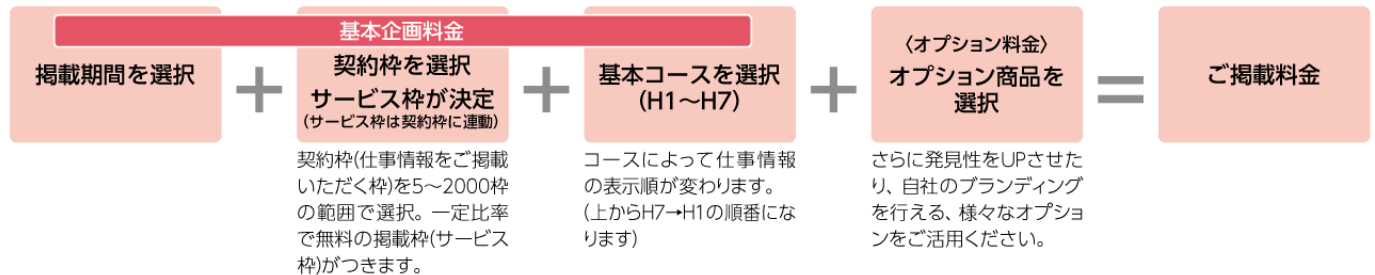 基本企画料金
掲載期間を選択
+
契約枠を選択
サービス枠が決定
(サービス枠は契約枠に連動)
契約枠(仕事情報をご掲載
いただく枠)を5～2000枠
の範囲で選択。一定比率
で無料の掲載枠(サービス
枠)がつきます。
+
基本コースを選択
(H1～H7)
コースによって仕事情報
の表示順が変わります。
(上からH7→H1の順番にな
ります)
+
〈オプション料金〉
オプション商品を
選択
さらに発見性をUPさせた
り、自社のブランディング
を行える、様々なオプショ
ンをご活用ください。
=
ご掲載料金